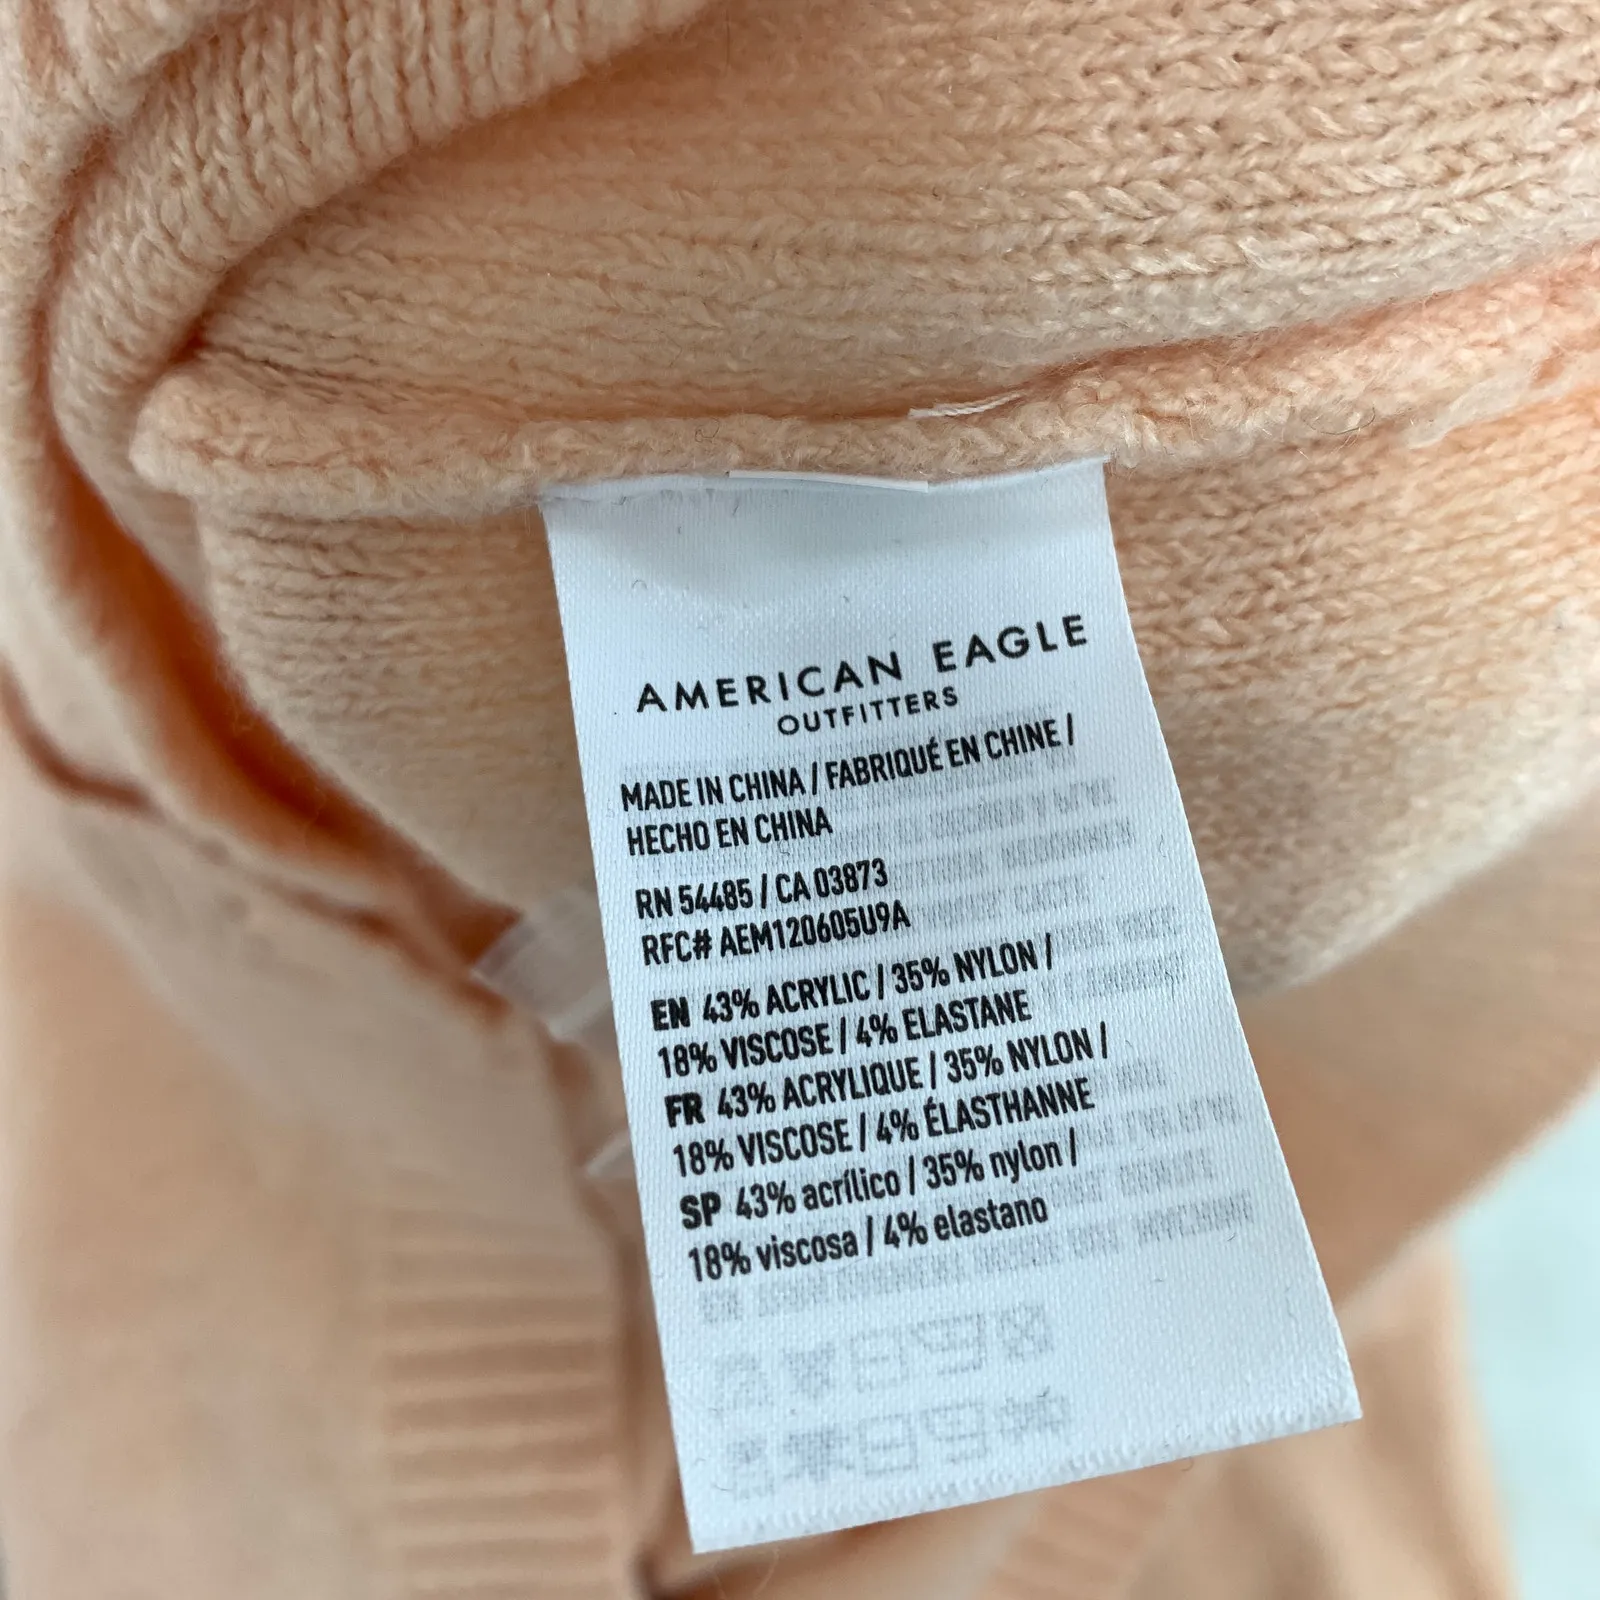 AMERICAN EAGLE
OUTFITTERS
MADE IN CHINA / FABRIQUÉ EN CHINE /
HECHO EN CHINA
RN 54485 / CA 03873
RFC# AEM120605U9A
EN 43% ACRYLIC / 35% NYLON /
18% VISCOSE / 4% ELASTANE
FR 43% ACRYLIQUE / 35% NYLON /
18% VISCOSE / 4% ÉLASTHANNE
SP 43% acrílico / 35% nylon /
18% viscosa / 4% elastano